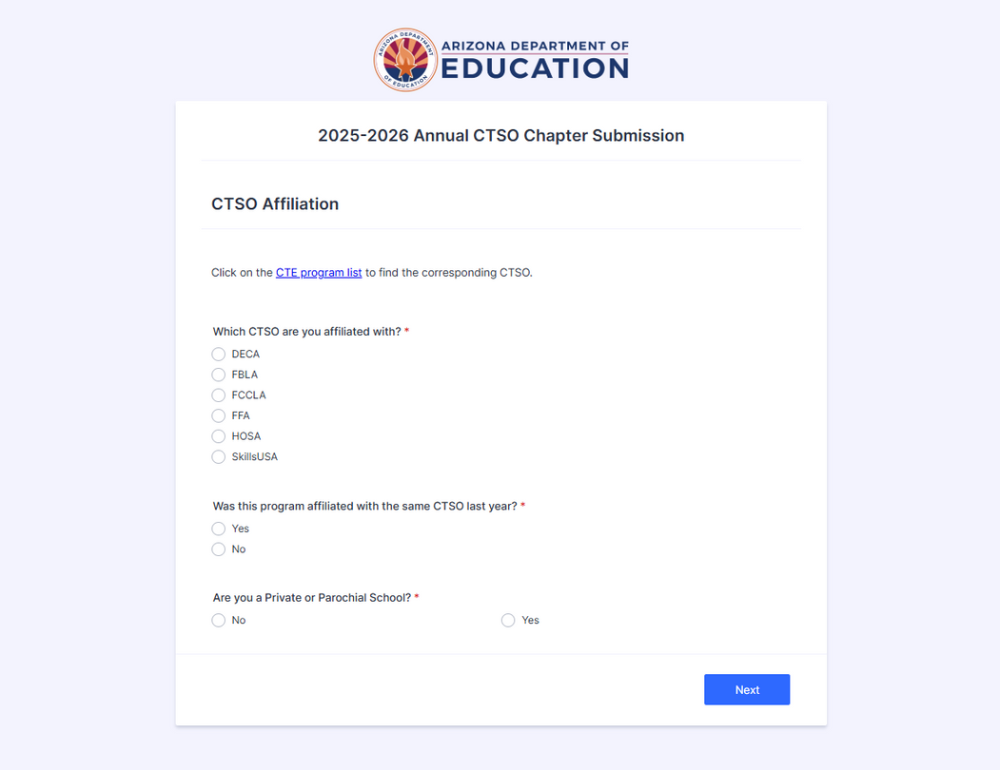 ARIZONA DEPARTMENT
OF EDUCATION
ARIZONA DEPARTMENT OF
EDUCATION
2025-2026 Annual CTSO Chapter Submission
CTSO Affiliation
Click on the CTE program list to find the corresponding CTSO.
Which CTSO are you affiliated with? *
DECA
FBLA
FCCLA
FFA
HOSA
SkillsUSA
Was this program affiliated with the same CTSO last year? *
Yes
No
Are you a Private or Parochial School? *
No Yes
Next